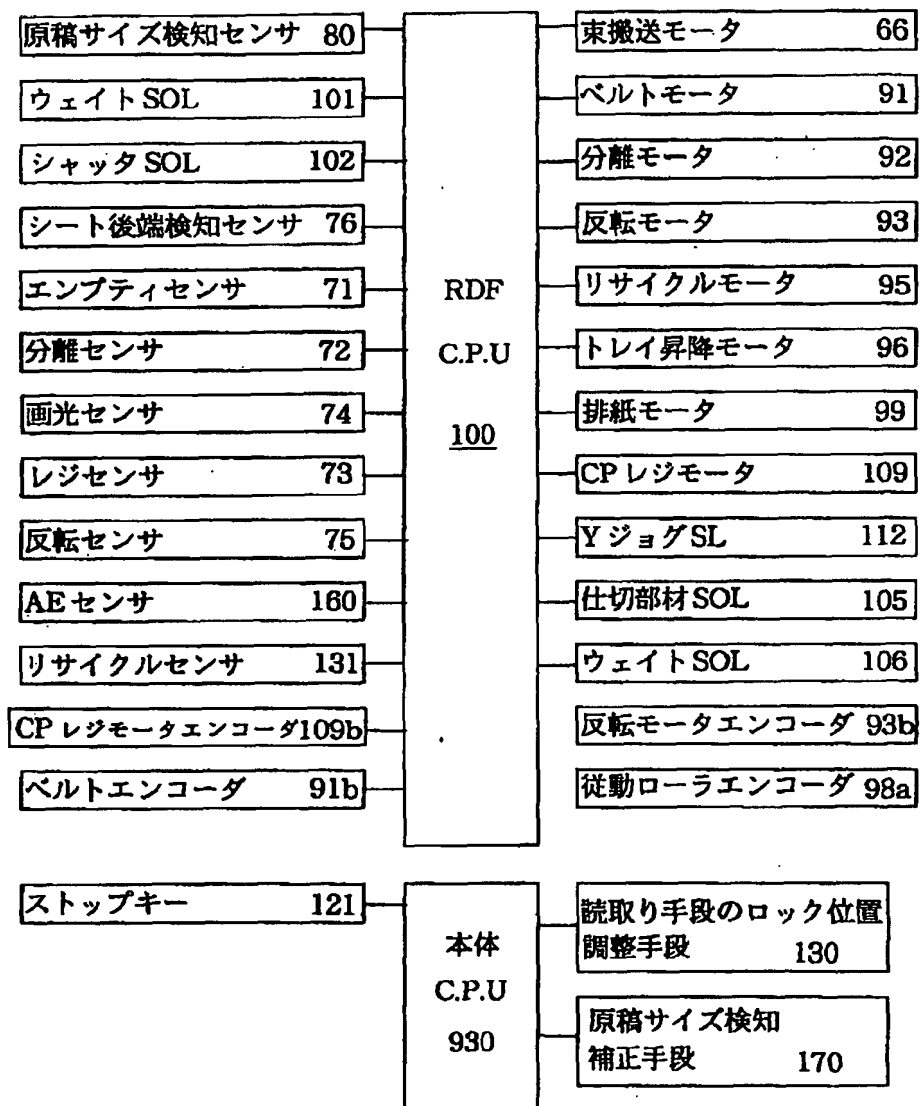 原稿サイズ検知センサ 80
ウェイトSOL 101
シャッタSOL 102
シート後端検知センサ 76
エンプティセンサ 71
分離センサ 72
画光センサ 74
レジセンサ 73
反転センサ 75
AEセンサ 160
リサイクルセンサ 131
CPレジモータエンコーダ109b
ベルトエンコーダ 91b
RDF
C.P.U
100
束搬送モータ 66
ベルトモータ 91
分離モータ 92
反転モータ 93
リサイクルモータ 95
トレイ昇降モータ 96
排紙モータ 99
CPレジモータ 109
YジョグSL 112
仕切部材SOL 105
ウェイトSOL 106
反転モータエンコーダ 93b
従動ローラエンコーダ 98a
ストップキー 121
本体
C.P.U
930
読取り手段のロック位置
調整手段 130
原稿サイズ検知
補正手段 170